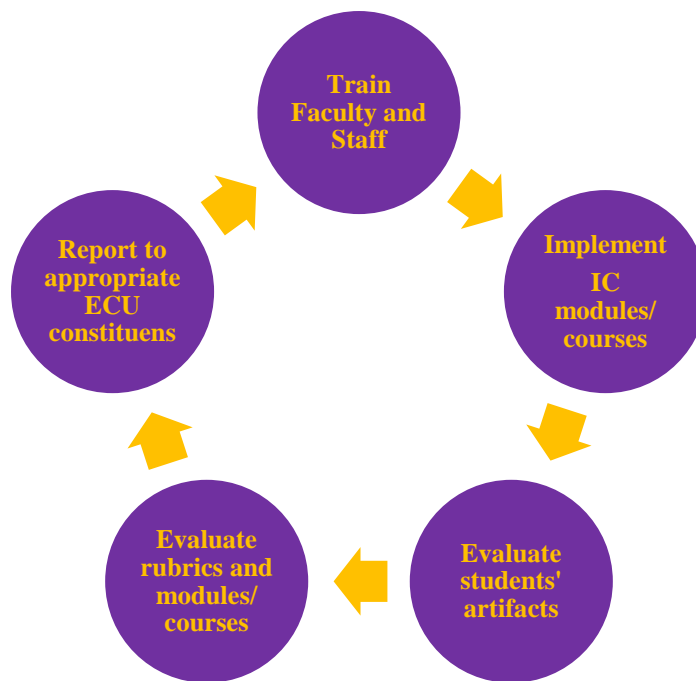 Train
Faculty and
Staff
Implement
IC
modules/
courses
Evaluate
students'
artifacts
Evaluate
rubrics and
modules/
courses
Report to
appropriate
ECU
constituens